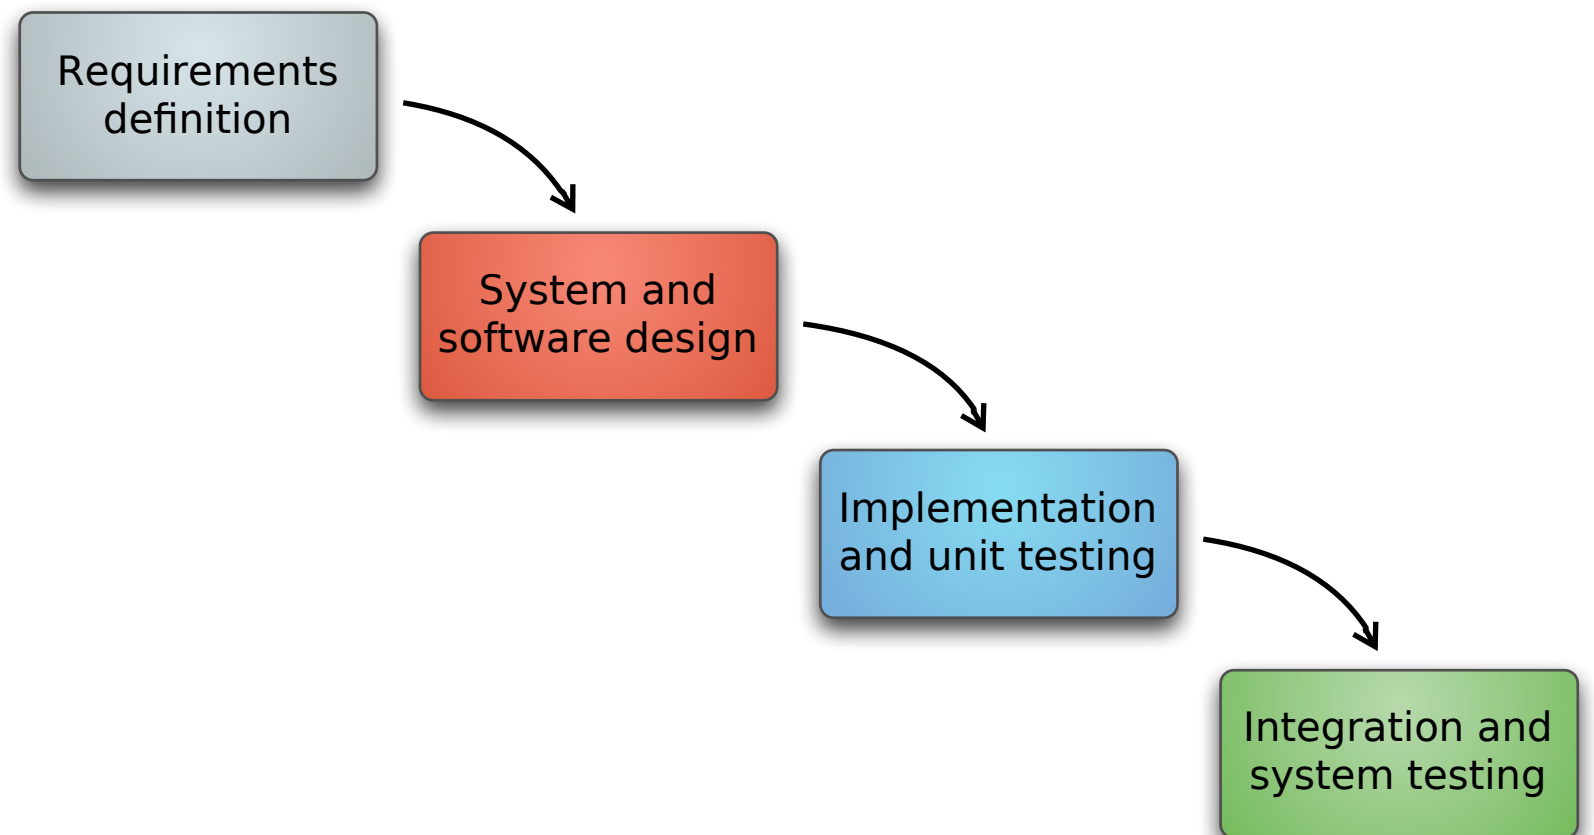 Requirements
definition
System and
software design
Implementation
and unit testing
Integration and
system testing